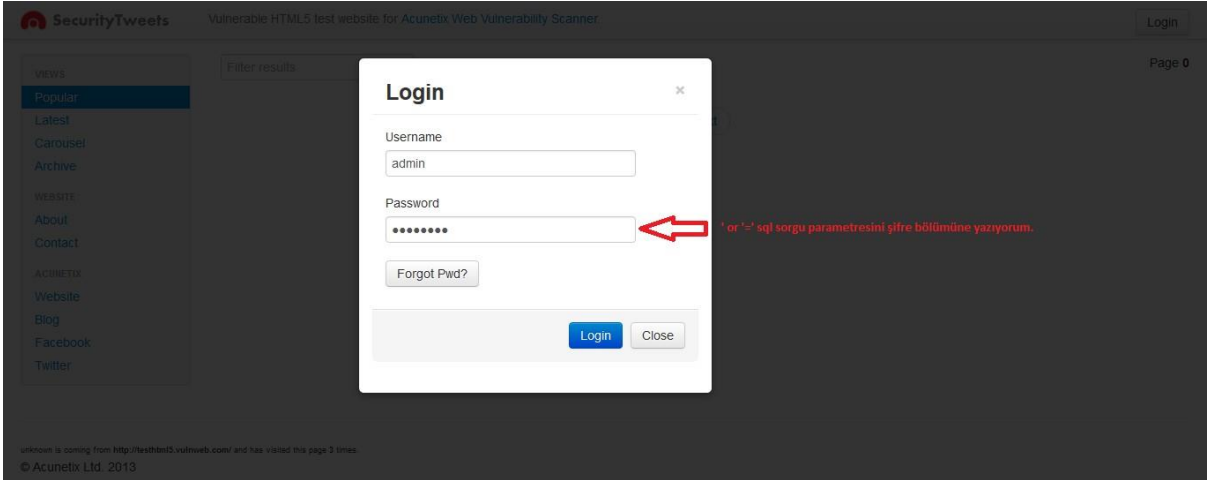 SecurityTweets
Vulnerable HTML5 test website for Acunetix Web Vulnerability Scanner.
Login
Filter results
Page 0
VIEWS
Popular
Latest
Carousel
Archive
WEBSITE
About
Contact
ACUNETIX
Website
Blog
Facebook
Twitter
Login
×
Username
admin
Password
••••••••
' or '=' sql sorgu parametresini şifre bölümüne yazıyorum.
Forgot Pwd?
Login Close
unknown is coming from http://testhtml5.vulnweb.com/ and has visited this page 3 times.
© Acunetix Ltd. 2013